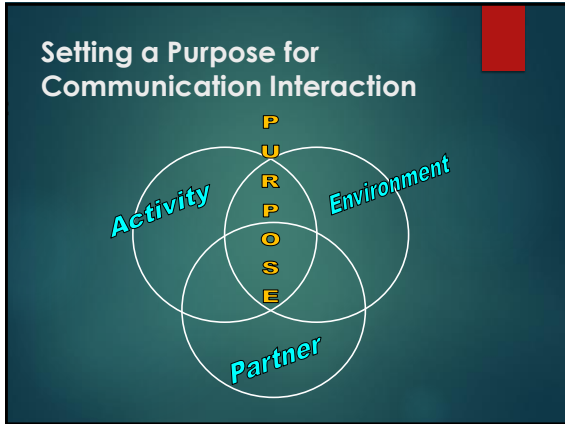 Setting a Purpose for
Communication Interaction
PURPOSE
Activity
Environment
Partner